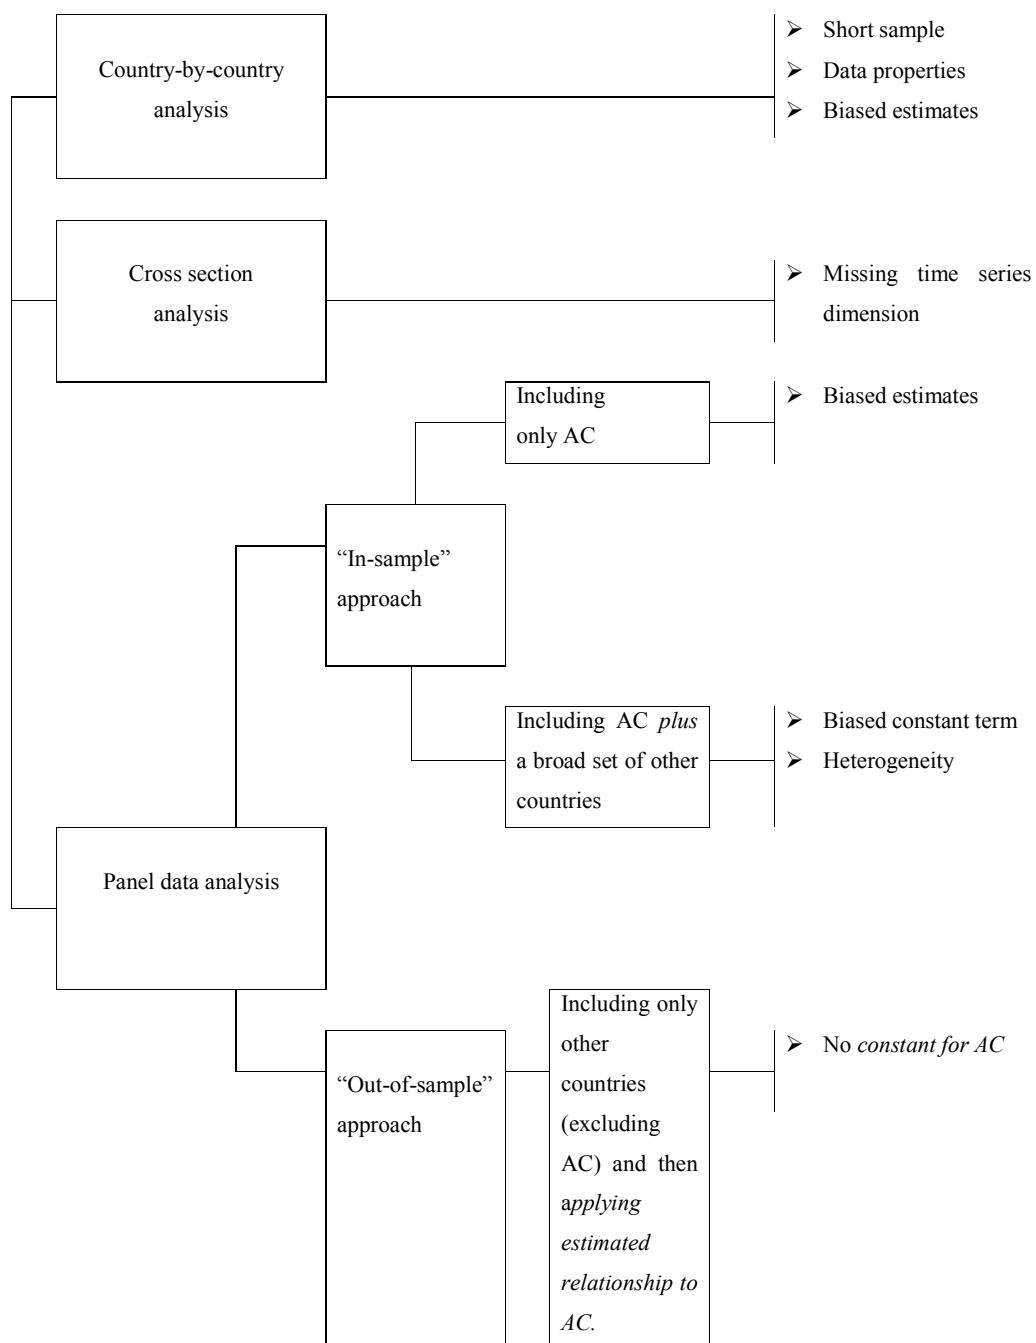 Country-by-country
analysis
➢ Short sample
➢ Data properties
➢ Biased estimates
Cross section
analysis
➢ Missing time series
dimension
Including
only AC
➢ Biased estimates
“In-sample”
approach
Including AC plus
a broad set of other
countries
➢ Biased constant term
➢ Heterogeneity
Panel data analysis
“Out-of-sample”
approach
Including only
other
countries
(excluding
AC) and then
applying
estimated
relationship to
AC.
➢ No constant for AC